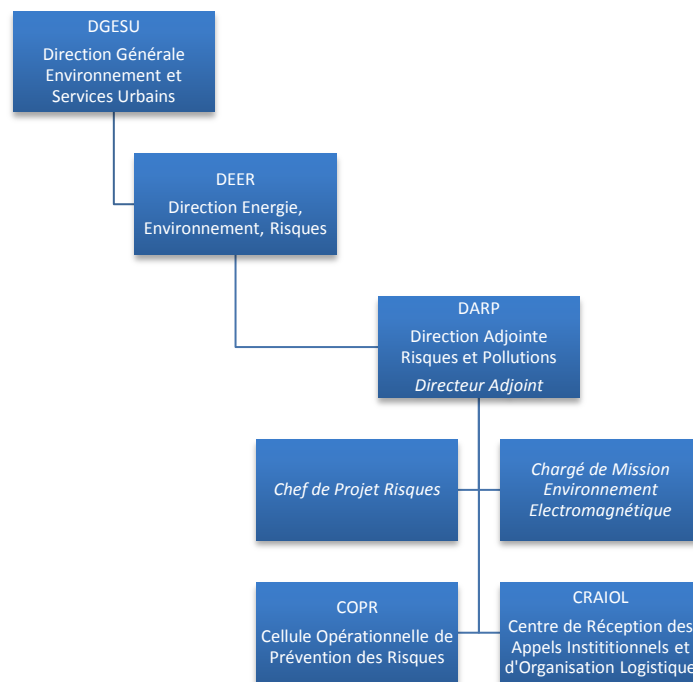 DGESU
Direction Générale
Environnement et
Services Urbains
DEER
Direction Energie,
Environnement, Risques
DARP
Direction Adjointe
Risques et Pollutions
Directeur Adjoint
Chef de Projet Risques
Chargé de Mission
Environnement
Electromagnétique
COPR
Cellule Opérationnelle de
Prévention des Risques
CRAIOL
Centre de Réception des
Appels Instititionnels et
d'Organisation Logistique